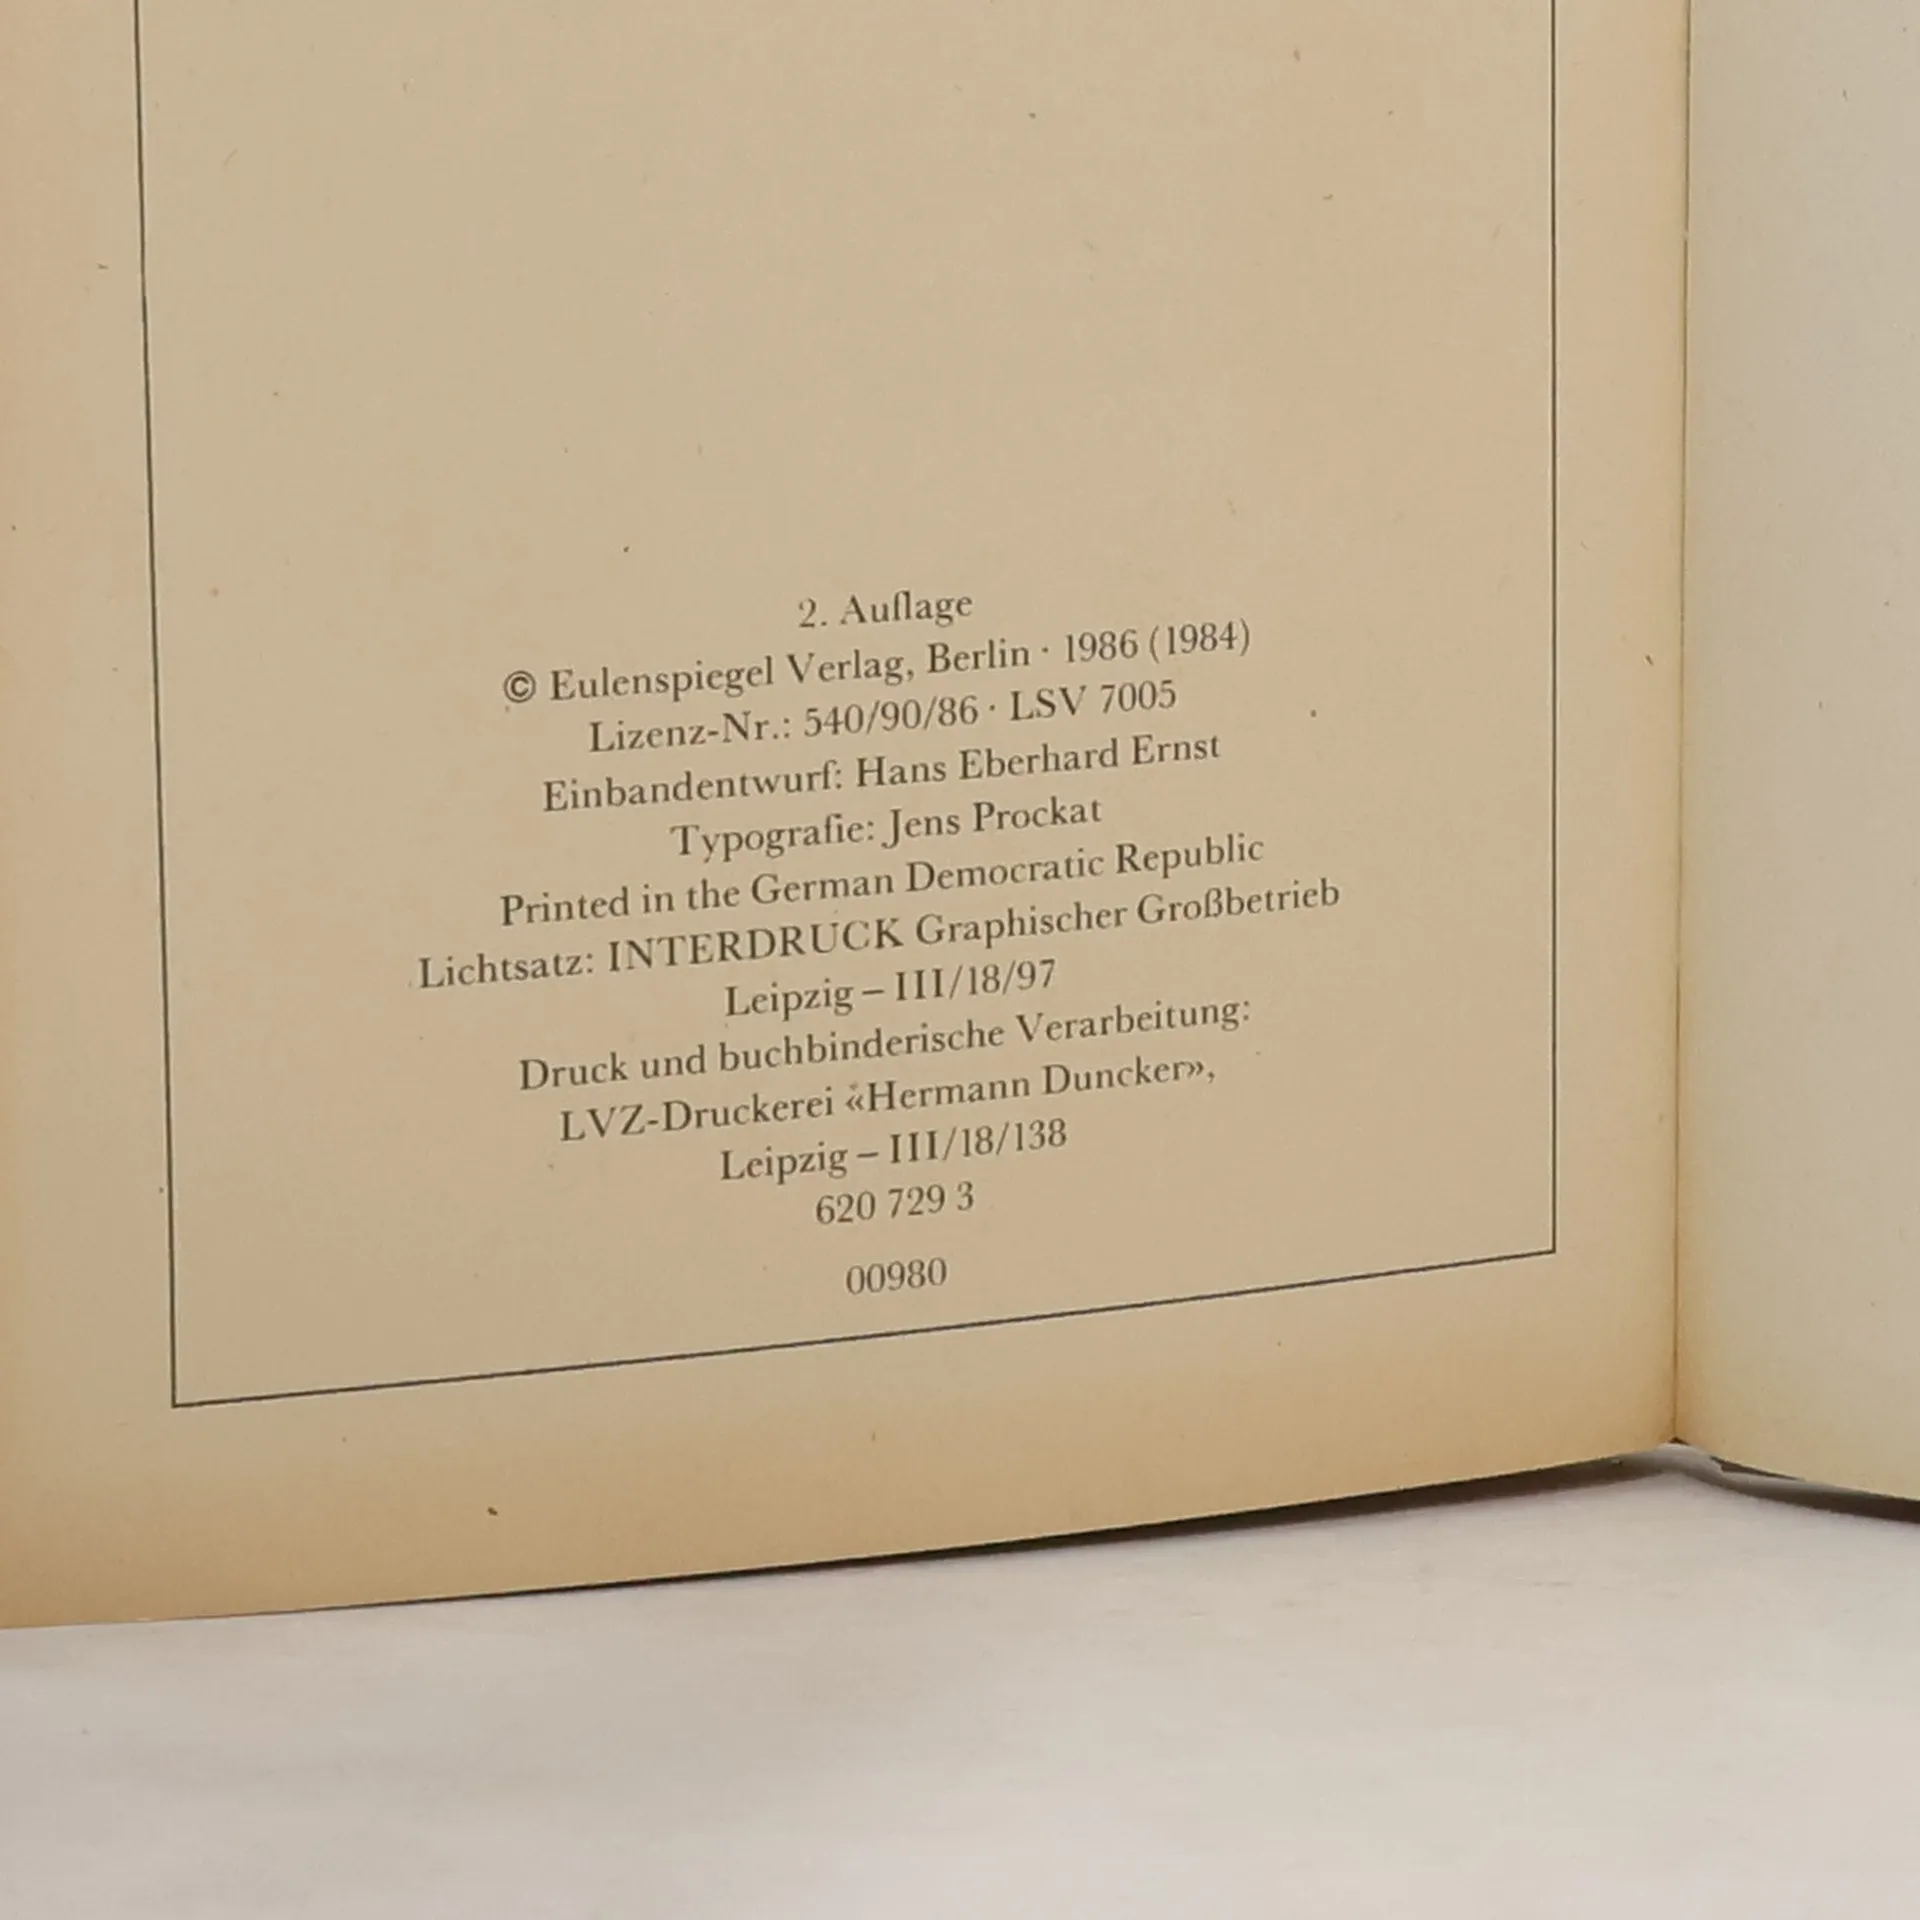 2. Auflage
© Eulenspiegel Verlag, Berlin · 1986 (1984)
Lizenz-Nr.: 540/90/86 · LSV 7005
Einbandentwurf: Hans Eberhard Ernst
Typografie: Jens Prockat
Printed in the German Democratic Republic
Lichtsatz: INTERDRUCK Graphischer Großbetrieb
Leipzig – III/18/97
Druck und buchbinderische Verarbeitung:
LVZ-Druckerei «Hermann Duncker»,
Leipzig – III/18/138
620 729 3
00980